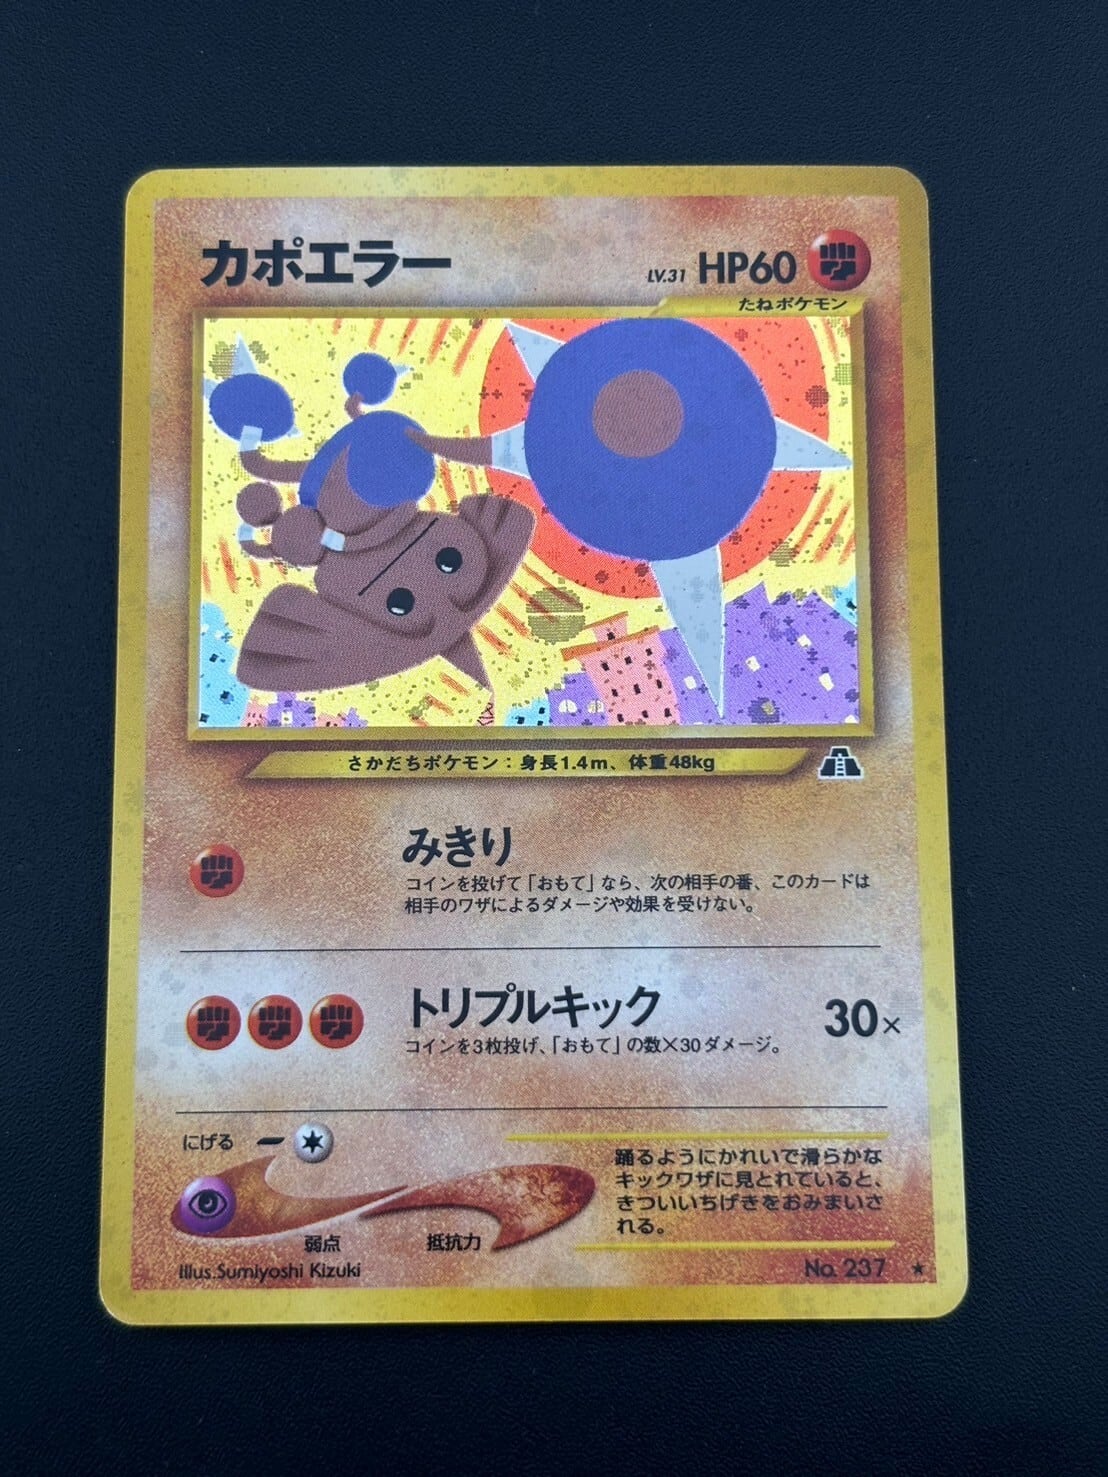 カポエラー
LV.31 HP60
たねポケモン
さかだちポケモン：身長1.4m、体重48kg
みきり
コインを投げて「おもて」なら、次の相手の番、このカードは
相手のワザによるダメージや効果を受けない。
トリプルキック 30×
コインを3枚投げ、「おもて」の数×30ダメージ。
にげる
弱点
抵抗力
踊るようにかれいで滑らかな
キックワザに見とれていると、
きついいちげきをおみまいさ
れる。
Illus.Sumiyoshi Kizuki
No. 237 ★